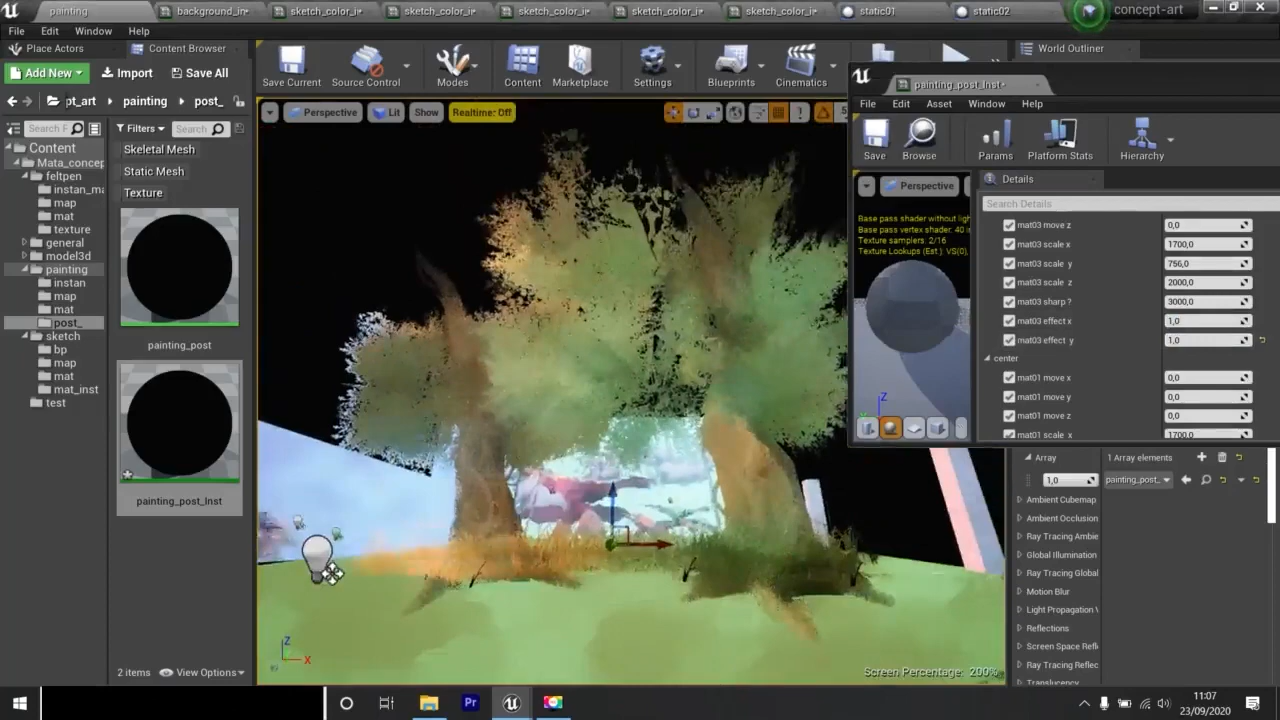 painting
background_in•
sketch_color_i•
sketch_color_i•
sketch_color_i•
sketch_color_i•
sketch_color_i•
static01
static02
concept-art
File
Edit
Window
Help
Place Actors
Content Browser
World Outliner
Add New
Import
Save All
pt_art
painting
post_
Search F
Filters
Search
Content
Mata_concep
feltpen
instan_ma
map
mat
texture
general
model3d
painting
instan
map
mat
post_
sketch
bp
map
mat
mat_inst
test
Skeletal Mesh
Static Mesh
Texture
painting_post
painting_post_Inst
2 items
View Options
Save Current
Source Control
Modes
Content
Marketplace
Settings
Blueprints
Cinematics
Perspective
Lit
Show
Realtime: Off
5
Z
X
Screen Percentage: 200%
painting_post_Inst•
File
Edit
Asset
Window
Help
Save
Browse
Params
Platform Stats
Hierarchy
Perspective
Base pass shader without ligh
Base pass vertex shader: 40 in
Texture samplers: 2/16
Texture Lookups (Est.): VS(0),
Z
Details
Search Details
mat03 move z 0,0
mat03 scale x 1700,0
mat03 scale y 756,0
mat03 scale z 2000,0
mat03 sharp ? 3000,0
mat03 effect x 1,0
mat03 effect y 1,0
center
mat01 move x 0,0
mat01 move y 0,0
mat01 move z 0,0
mat01 scale x 1700,0
Array 1 Array elements
1,0 painting_post_
Ambient Cubemap
Ambient Occlusion
Ray Tracing Ambie
Global Illumination
Ray Tracing Global
Motion Blur
Light Propagation V
Reflections
Screen Space Refl
Ray Tracing Reflec
Translucency
Pr
11:07
23/09/2020